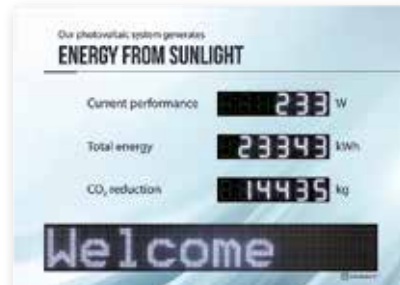 Our photovoltaic system generates
ENERGY FROM SUNLIGHT
Current performance 233 W
Total energy 23343 kWh
CO₂ reduction 14435 kg
Welcome